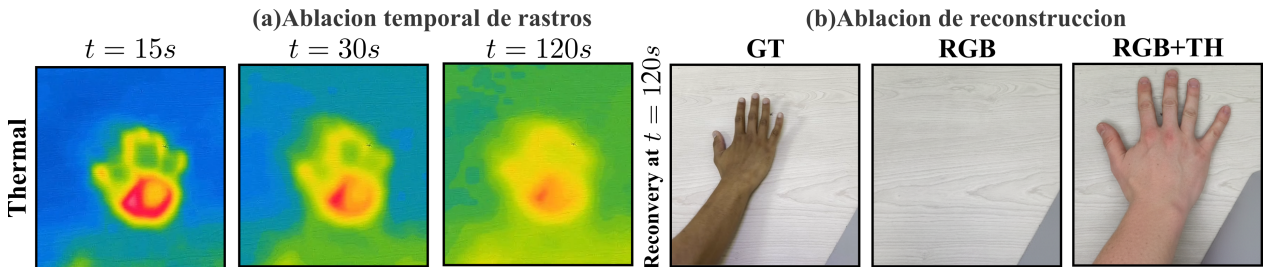 (a)Ablacion temporal de rastros
t = 15s
t = 30s
t = 120s
Thermal
(b)Ablacion de reconstruccion
GT
RGB
RGB+TH
Reconvery at t = 120s